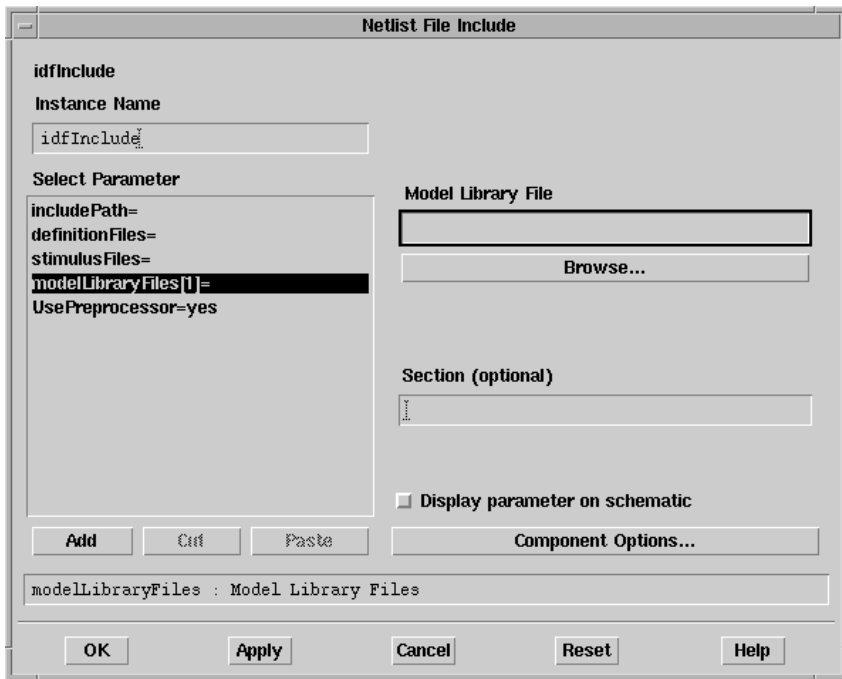 Netlist File Include
idfInclude
Instance Name
idfInclude
Select Parameter
includePath=
definitionFiles=
stimulusFiles=
modelLibraryFiles[1]=
UsePreprocessor=yes
Model Library File
Browse...
Section (optional)
Display parameter on schematic
Add
Cut
Paste
Component Options...
modelLibraryFiles : Model Library Files
OK
Apply
Cancel
Reset
Help